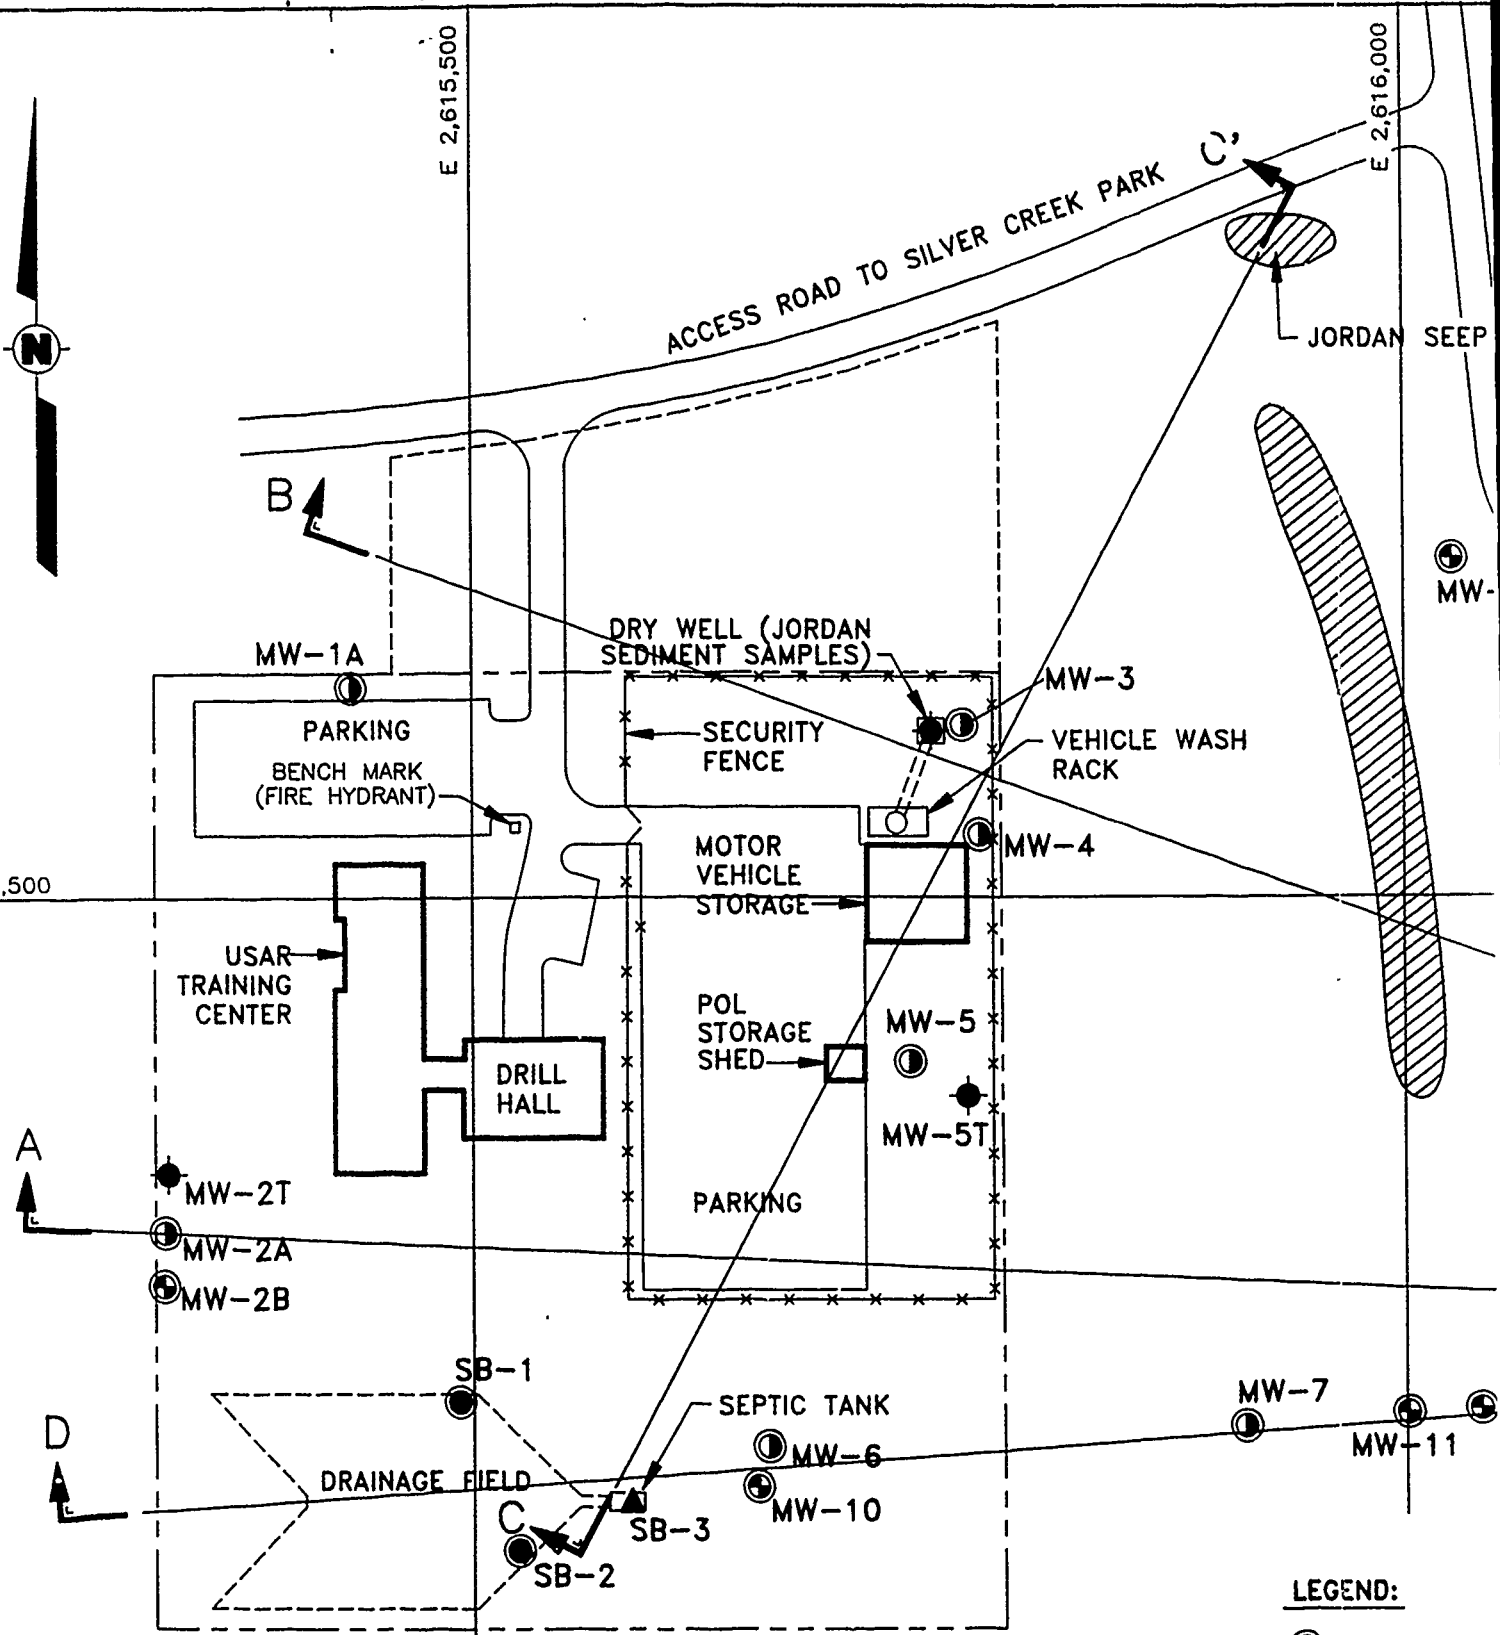 E 2,615,500
E 2,616,000
C'
ACCESS ROAD TO SILVER CREEK PARK
N
JORDAN SEEP
B
MW-
DRY WELL (JORDAN
SEDIMENT SAMPLES)
MW-1A
MW-3
PARKING
SECURITY
FENCE
VEHICLE WASH
RACK
BENCH MARK
(FIRE HYDRANT)
MOTOR
VEHICLE
STORAGE
MW-4
,500
USAR
TRAINING
CENTER
POL
STORAGE
SHED
MW-5
DRILL
HALL
MW-5T
A
MW-2T
PARKING
MW-2A
MW-2B
SB-1
SEPTIC TANK
MW-7
D
MW-6
MW-11
DRAINAGE FIELD
MW-10
C
SB-3
SB-2
LEGEND: